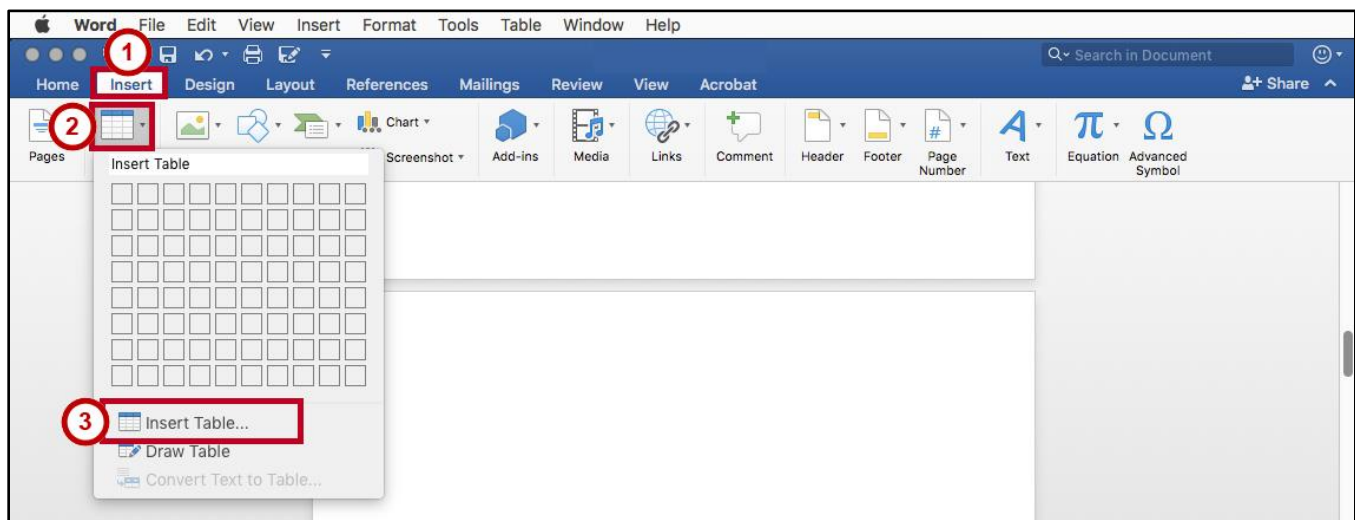 Word File Edit View Insert Format Tools Table Window Help
1
Search in Document
Home Insert Design Layout References Mailings Review View Acrobat Share
2
Chart
Pages Screenshot Add-ins Media Links Comment Header Footer Page Number Text Equation Advanced Symbol
#
Insert Table
3 Insert Table...
Draw Table
Convert Text to Table...